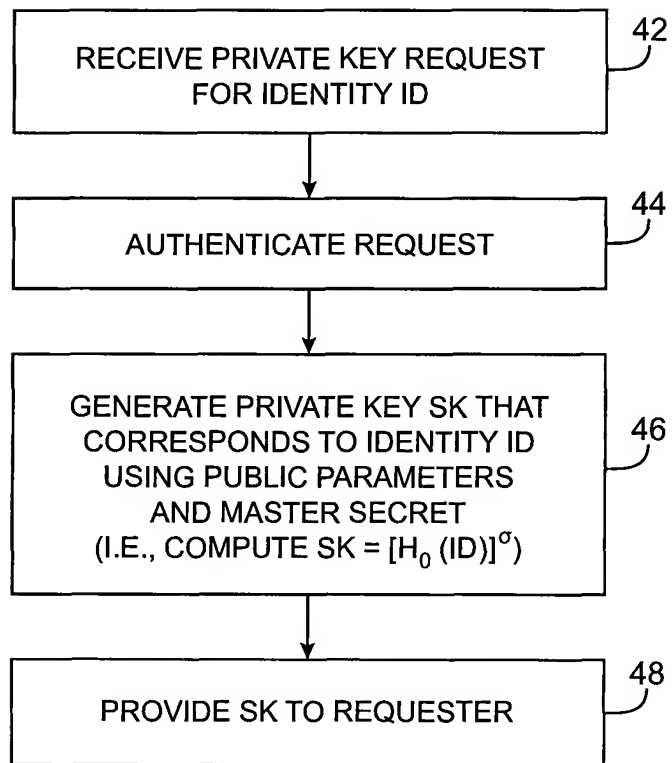 RECEIVE PRIVATE KEY REQUEST
FOR IDENTITY ID
42
AUTHENTICATE REQUEST
44
GENERATE PRIVATE KEY SK THAT
CORRESPONDS TO IDENTITY ID
USING PUBLIC PARAMETERS
AND MASTER SECRET
(I.E., COMPUTE SK = [H₀ (ID)]^σ)
46
PROVIDE SK TO REQUESTER
48